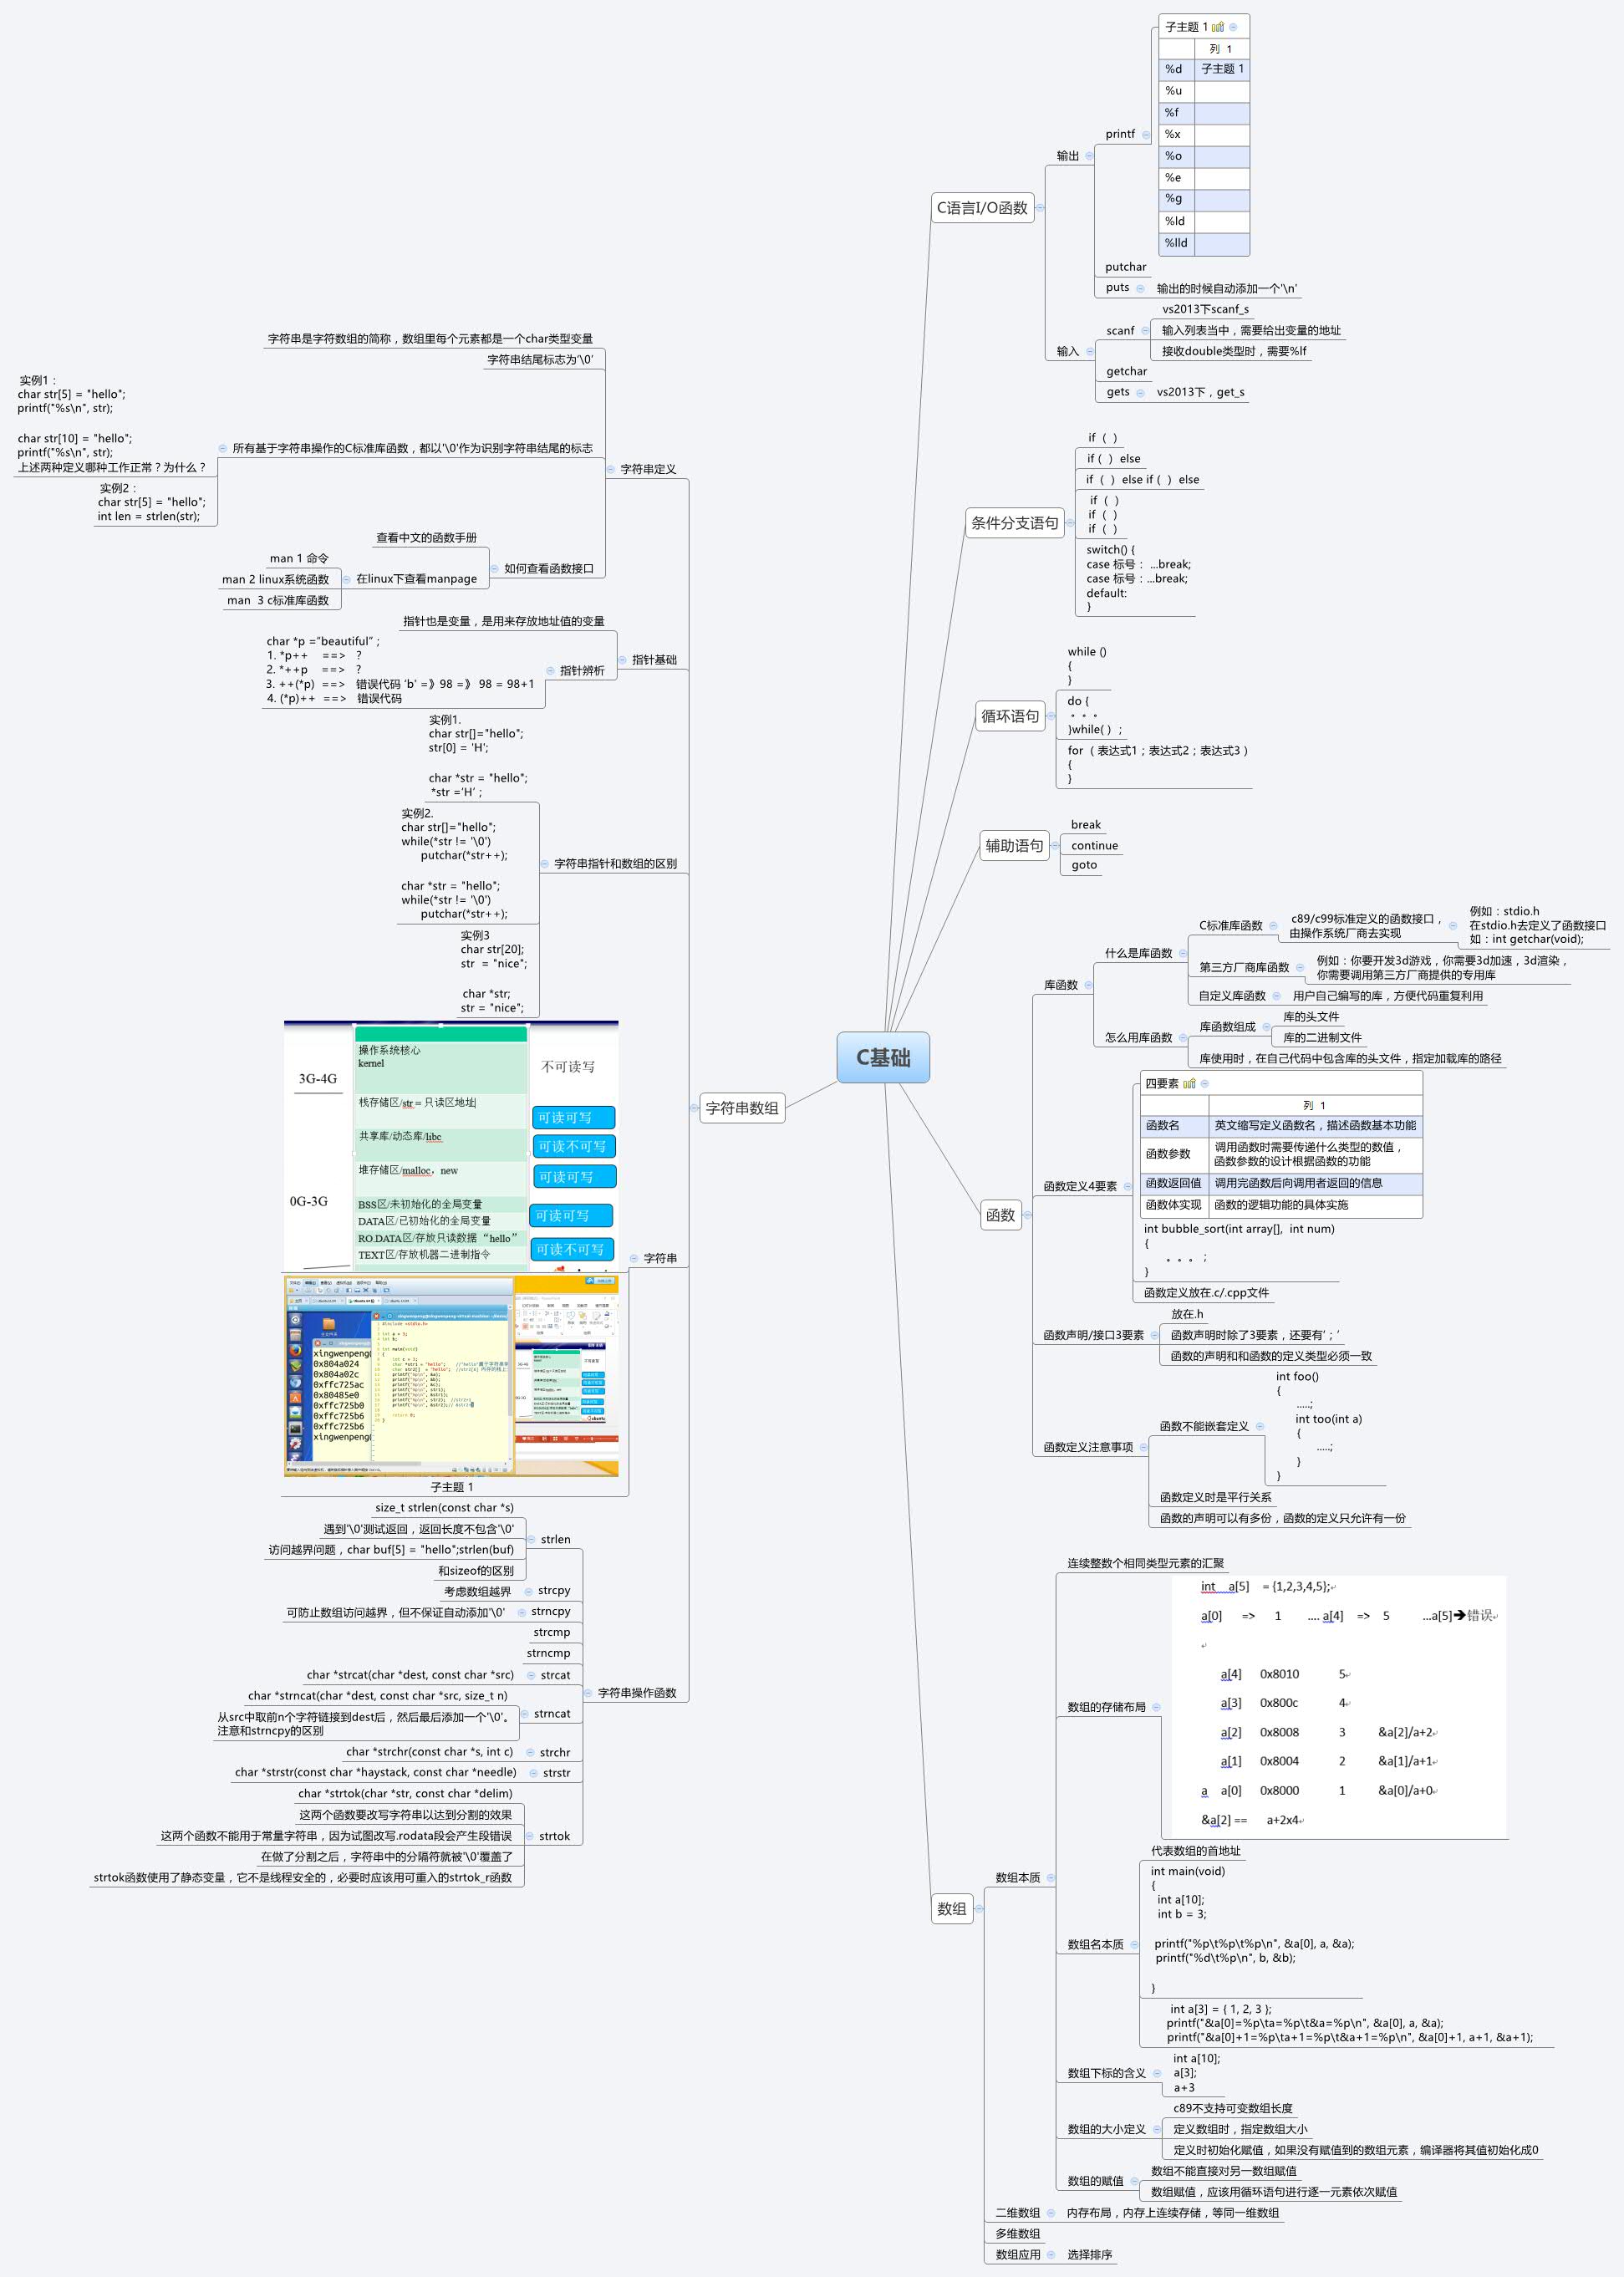 C基础
C语言I/O函数
输出
printf
子主题 1
列 1
%d 子主题 1
%u
%f
%x
%o
%e
%g
%ld
%lld
putchar
puts
输出的时候自动添加一个'\n'
输入
scanf
vs2013下scanf_s
输入列表当中，需要给出变量的地址
接收double类型时，需要%lf
getchar
gets
vs2013下，get_s
条件分支语句
if（ ）
if ( ）else
if（ ）else if ( ）else
if（ ）
if（ ）
if（ ）
switch() {
case 标号： ...break;
case 标号：...break;
default:
}
循环语句
while ()
{
}
do {
。。。
}while( ) ；
for （ 表达式1；表达式2；表达式3 ）
{
}
辅助语句
break
continue
goto
函数
库函数
什么是库函数
C标准库函数
c89/c99标准定义的函数接口，
由操作系统厂商去实现
例如：stdio.h
在stdio.h去定义了函数接口
如：int getchar(void);
第三方厂商库函数
例如：你要开发3d游戏，你需要3d加速，3d渲染，
你需要调用第三方厂商提供的专用库
自定义库函数
用户自己编写的库，方便代码重复利用
怎么用库函数
库函数组成
库的头文件
库的二进制文件
库使用时，在自己代码中包含库的头文件，指定加载库的路径
函数定义4要素
四要素
列 1
函数名 英文缩写定义函数名，描述函数基本功能
函数参数 调用函数时需要传递什么类型的数值，
函数参数的设计根据函数的功能
函数返回值 调用完函数后向调用者返回的信息
函数体实现 函数的逻辑功能的具体实施
int bubble_sort(int array[], int num)
{
。。。；
}
函数定义放在.c/.cpp文件
函数声明/接口3要素
放在.h
函数声明时除了3要素，还要有'；'
函数的声明和和函数的定义类型必须一致
函数定义注意事项
函数不能嵌套定义
int foo()
{
.....;
int too(int a)
{
.....;
}
}
函数定义时是平行关系
函数的声明可以有多份，函数的定义只允许有一份
数组
数组本质
连续整数个相同类型元素的汇聚
数组的存储布局
int a[5] = {1,2,3,4,5};
a[0] => 1 .... a[4] => 5 ...a[5]➔错误
a[4] 0x8010 5
a[3] 0x800c 4
a[2] 0x8008 3 &a[2]/a+2
a[1] 0x8004 2 &a[1]/a+1
a a[0] 0x8000 1 &a[0]/a+0
&a[2] == a+2x4
数组名本质
代表数组的首地址
int main(void)
{
int a[10];
int b = 3;
printf("%p\t%p\t%p\n", &a[0], a, &a);
printf("%d\t%p\n", b, &b);
}
int a[3] = { 1, 2, 3 };
printf("&a[0]=%p\ta=%p\t&a=%p\n", &a[0], a, &a);
printf("&a[0]+1=%p\ta+1=%p\t&a+1=%p\n", &a[0]+1, a+1, &a+1);
数组下标的含义
int a[10];
a[3];
a+3
数组的大小定义
c89不支持可变数组长度
定义数组时，指定数组大小
定义时初始化赋值，如果没有赋值到的数组元素，编译器将其值初始化成0
数组的赋值
数组不能直接对另一数组赋值
数组赋值，应该用循环语句进行逐一元素依次赋值
二维数组
内存布局，内存上连续存储，等同一维数组
多维数组
数组应用
选择排序
字符串数组
字符串定义
字符串是字符数组的简称，数组里每个元素都是一个char类型变量
字符串结尾标志为'\0'
所有基于字符串操作的C标准库函数，都以'\0'作为识别字符串结尾的标志
实例1：
char str[5] = "hello";
printf("%s\n", str);
char str[10] = "hello";
printf("%s\n", str);
上述两种定义哪种工作正常？为什么？
实例2：
char str[5] = "hello";
int len = strlen(str);
如何查看函数接口
查看中文的函数手册
在linux下查看manpage
man 1 命令
man 2 linux系统函数
man 3 c标准库函数
指针基础
指针也是变量，是用来存放地址值的变量
指针辨析
char *p ="beautiful"；
1. *p++ ==> ?
2. *++p ==> ?
3. ++(*p) ==> 错误代码 'b' =》98 =》 98 = 98+1
4. (*p)++ ==> 错误代码
字符串指针和数组的区别
实例1.
char str[]="hello";
str[0] = 'H';
char *str = "hello";
*str ='H'；
实例2.
char str[]="hello";
while(*str != '\0')
putchar(*str++);
char *str = "hello";
while(*str != '\0')
putchar(*str++);
实例3
char str[20];
str = "nice";
char *str;
str = "nice";
字符串
3G-4G
0G-3G
操作系统核心
kernel
不可读写
栈存储区/str = 只读区地址
可读可写
共享库/动态库/libc
可读不可写
堆存储区/malloc，new
可读可写
BSS区/未初始化的全局变量
DATA区/已初始化的全局变量
可读可写
RO.DATA区/存放只读数据 “hello”
TEXT区/存放机器二进制指令
可读不可写
xingwenpeng@
0x804a024
0x804a02c
0xffc725ac
0x80485e0
0xffc725b0
0xffc725b6
0xffc725b6
xingwenpeng@
子主题 1
字符串操作函数
strlen
size_t strlen(const char *s)
遇到'\0'测试返回，返回长度不包含'\0'
访问越界问题，char buf[5] = "hello";strlen(buf)
和sizeof的区别
strcpy
考虑数组越界
strncpy
可防止数组访问越界，但不保证自动添加'\0'
strcmp
strncmp
strcat
char *strcat(char *dest, const char *src)
strncat
char *strncat(char *dest, const char *src, size_t n)
从src中取前n个字符链接到dest后，然后最后添加一个'\0'。
注意和strncpy的区别
strchr
char *strchr(const char *s, int c)
strstr
char *strstr(const char *haystack, const char *needle)
strtok
char *strtok(char *str, const char *delim)
这两个函数要改写字符串以达到分割的效果
这两个函数不能用于常量字符串，因为试图改写.rodata段会产生段错误
在做了分割之后，字符串中的分隔符就被'\0'覆盖了
strtok函数使用了静态变量，它不是线程安全的，必要时应该用可重入的strtok_r函数